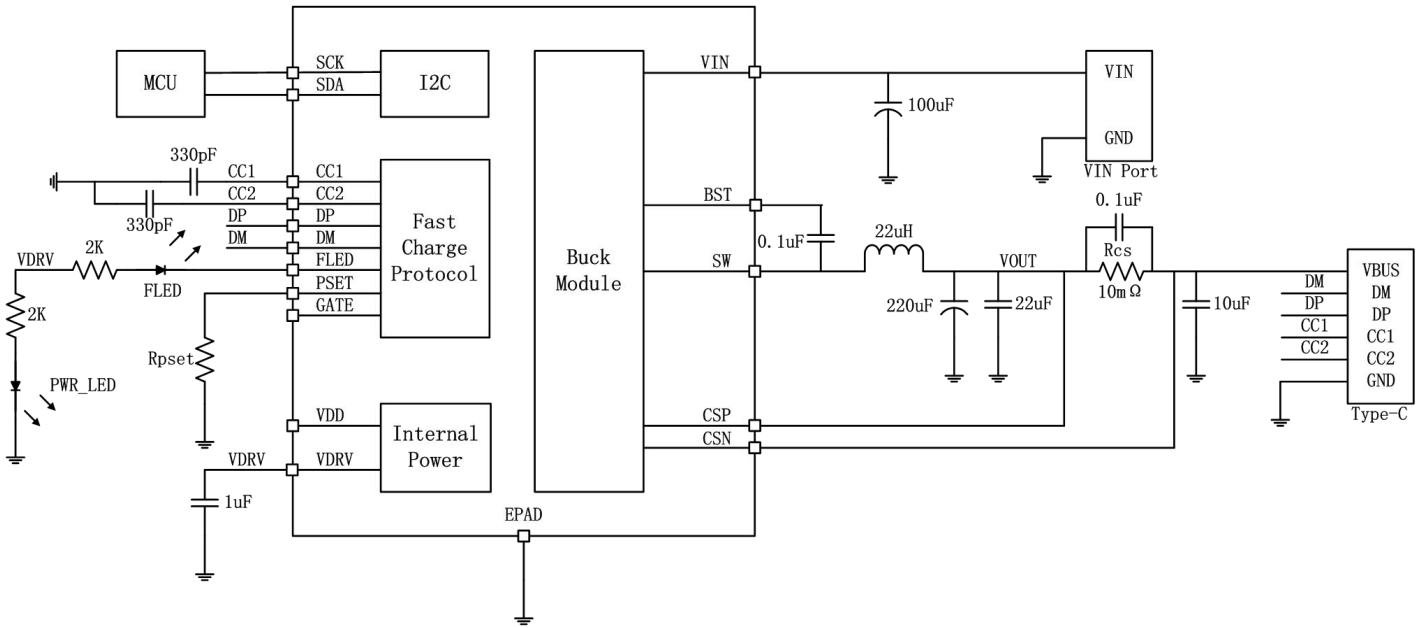 MCU
SCK
SDA
I2C
330pF
330pF
CC1
CC2
DP
DM
CC1
CC2
DP
DM
FLED
PSET
GATE
Fast
Charge
Protocol
VDRV
2K
FLED
2K
PWR_LED
Rpset
VDD
VDRV
VDRV
Internal
Power
1uF
EPAD
Buck
Module
VIN
BST
SW
CSP
CSN
100uF
VIN
GND
VIN Port
0.1uF
22uH
VOUT
220uF
22uF
0.1uF
Rcs
10mΩ
10uF
DM
DP
CC1
CC2
VBUS
DM
DP
CC1
CC2
GND
Type-C